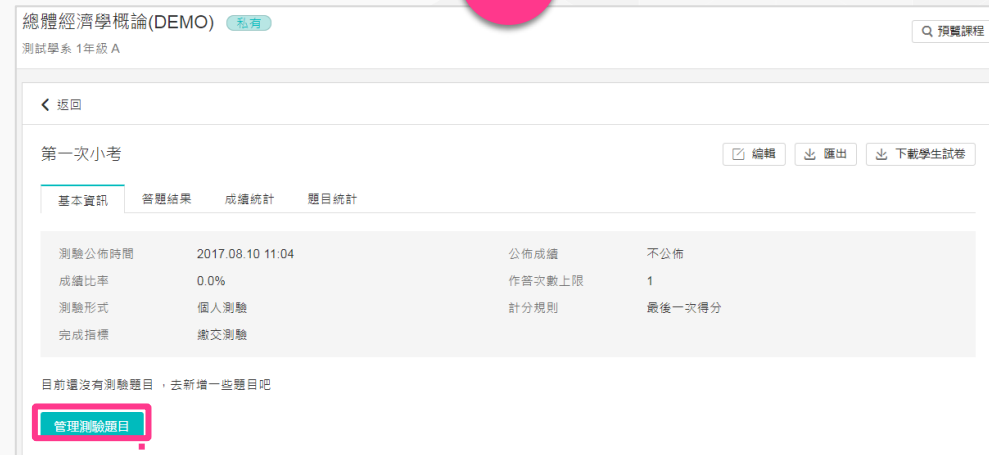 總體經濟學概論(DEMO) 私有
預覽課程
測試學系 1年級 A
返回
第一次小考
編輯 匯出 下載學生試卷
基本資訊 答題結果 成績統計 題目統計
測驗公佈時間 2017.08.10 11:04 公佈成績 不公佈
成績比率 0.0% 作答次數上限 1
測驗形式 個人測驗 計分規則 最後一次得分
完成指標 繳交測驗
目前還沒有測驗題目 ，去新增一些題目吧
管理測驗題目